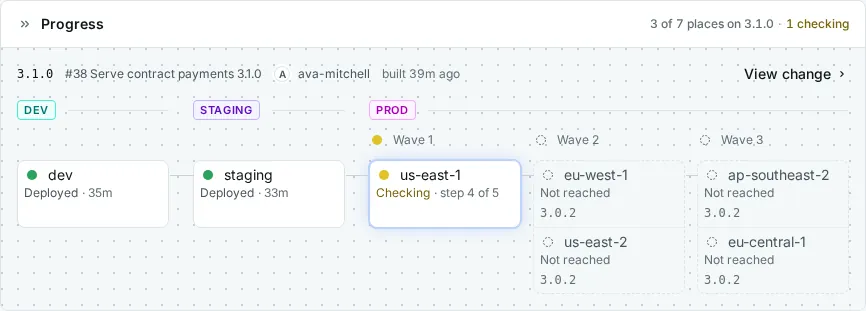 » Progress
3 of 7 places on 3.1.0 · 1 checking
3.1.0 #38 Serve contract payments 3.1.0 A ava-mitchell built 39m ago
View change ›
DEV STAGING PROD
Wave 1 Wave 2 Wave 3
dev
Deployed · 35m
staging
Deployed · 33m
us-east-1
Checking · step 4 of 5
eu-west-1
Not reached
3.0.2
us-east-2
Not reached
3.0.2
ap-southeast-2
Not reached
3.0.2
eu-central-1
Not reached
3.0.2